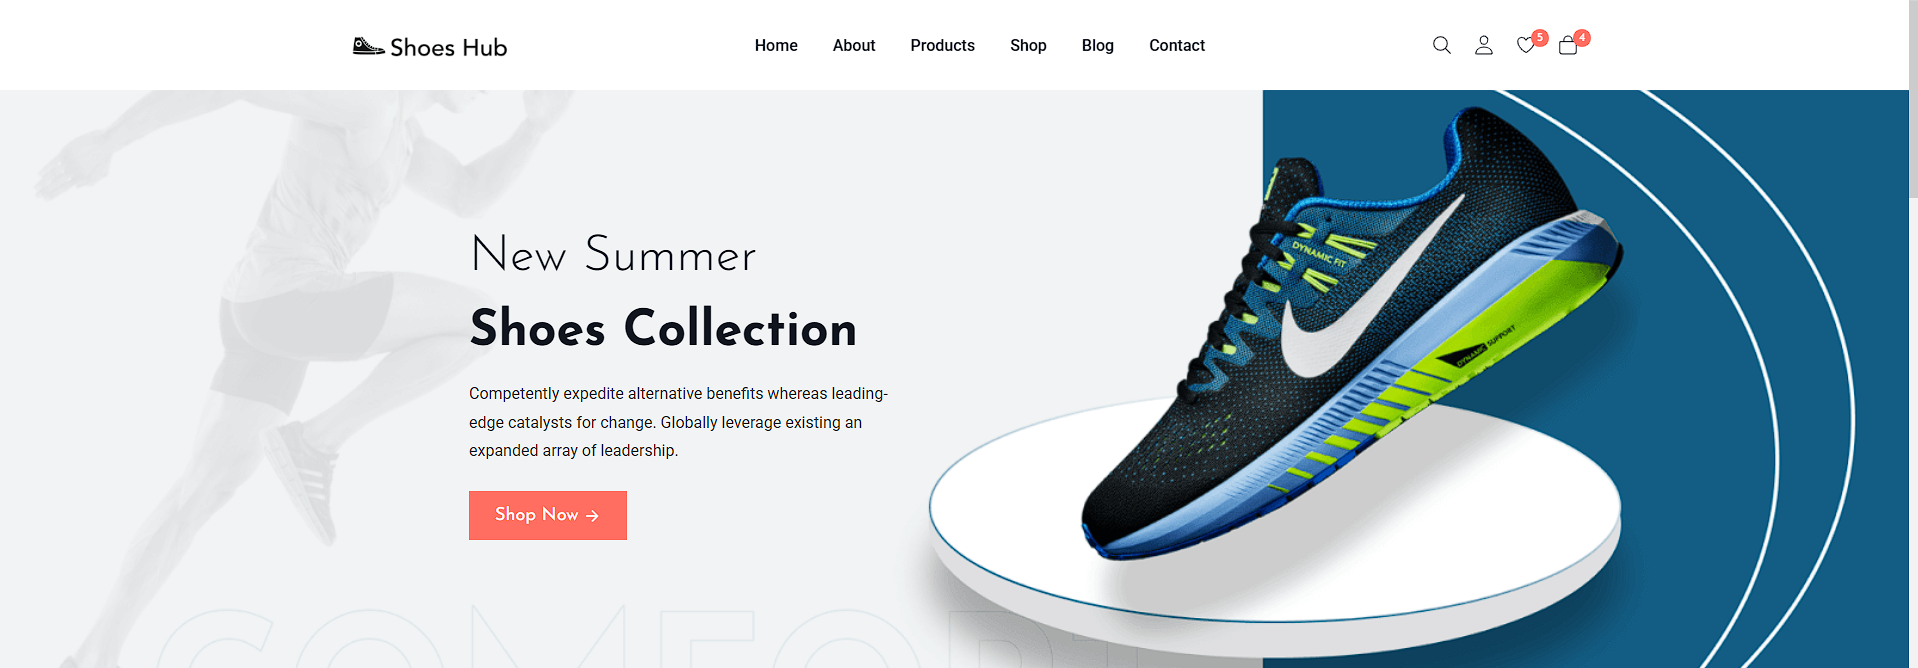 Shoes Hub
Home About Products Shop Blog Contact
5 4
New Summer
Shoes Collection
Competently expedite alternative benefits whereas leading-
edge catalysts for change. Globally leverage existing an
expanded array of leadership.
Shop Now →
DYNAMIC FIT
DYNAMIC SUPPORT
COMFORT